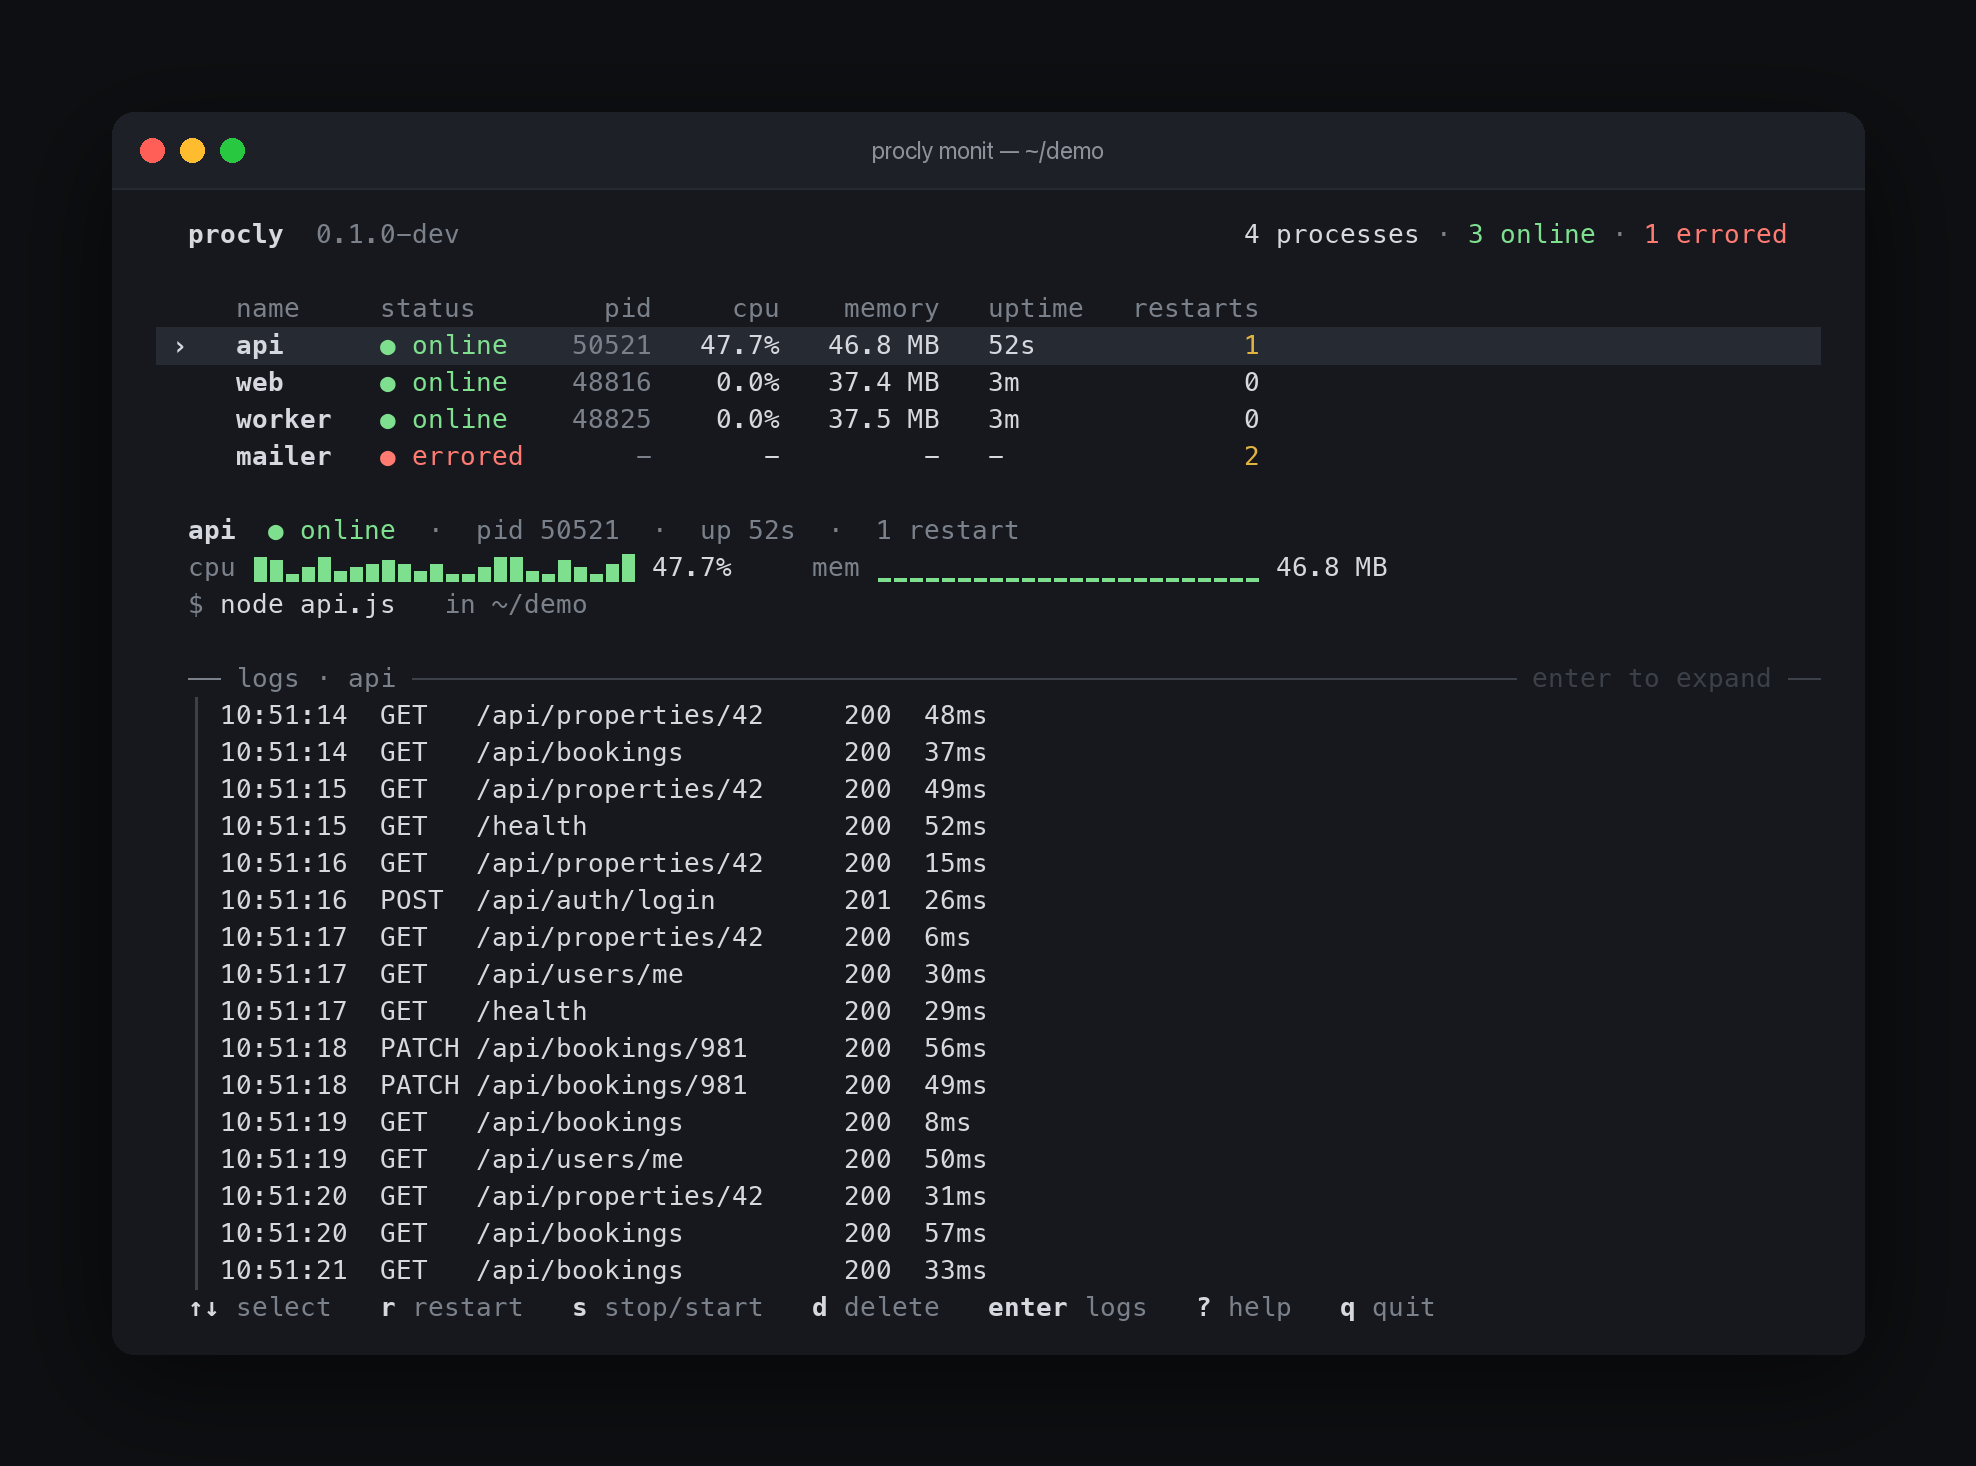 procly monit — ~/demo
procly 0.1.0-dev 4 processes · 3 online · 1 errored
name status pid cpu memory uptime restarts
› api ● online 50521 47.7% 46.8 MB 52s 1
web ● online 48816 0.0% 37.4 MB 3m 0
worker ● online 48825 0.0% 37.5 MB 3m 0
mailer ● errored – – – – 2
api ● online · pid 50521 · up 52s · 1 restart
cpu 47.7% mem 46.8 MB
$ node api.js in ~/demo
logs · api enter to expand
10:51:14 GET /api/properties/42 200 48ms
10:51:14 GET /api/bookings 200 37ms
10:51:15 GET /api/properties/42 200 49ms
10:51:15 GET /health 200 52ms
10:51:16 GET /api/properties/42 200 15ms
10:51:16 POST /api/auth/login 201 26ms
10:51:17 GET /api/properties/42 200 6ms
10:51:17 GET /api/users/me 200 30ms
10:51:17 GET /health 200 29ms
10:51:18 PATCH /api/bookings/981 200 56ms
10:51:18 PATCH /api/bookings/981 200 49ms
10:51:19 GET /api/bookings 200 8ms
10:51:19 GET /api/users/me 200 50ms
10:51:20 GET /api/properties/42 200 31ms
10:51:20 GET /api/bookings 200 57ms
10:51:21 GET /api/bookings 200 33ms
↑↓ select r restart s stop/start d delete enter logs ? help q quit